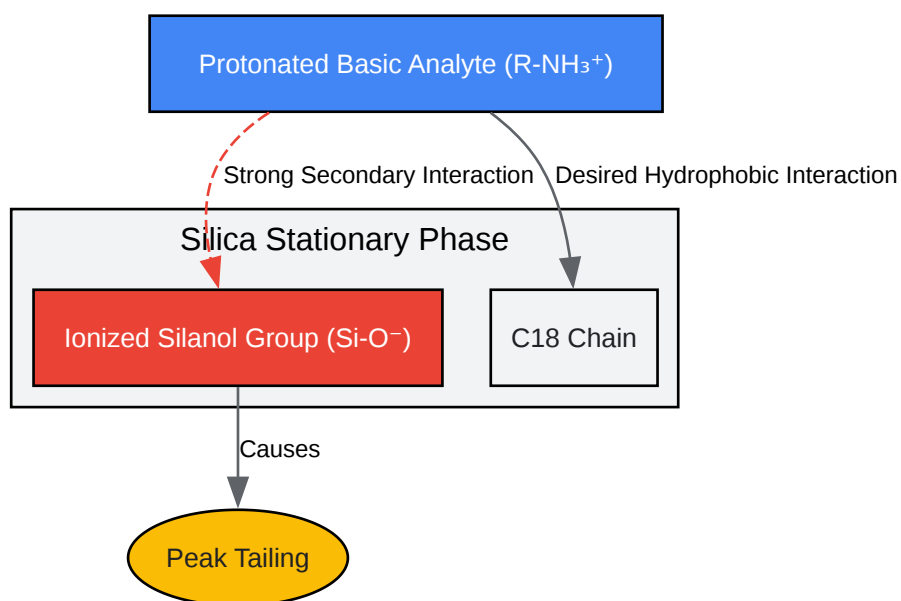 Protonated Basic Analyte (R-NH₃⁺)
Strong Secondary Interaction
Desired Hydrophobic Interaction
Silica Stationary Phase
Ionized Silanol Group (Si-O⁻)
C18 Chain
Causes
Peak Tailing